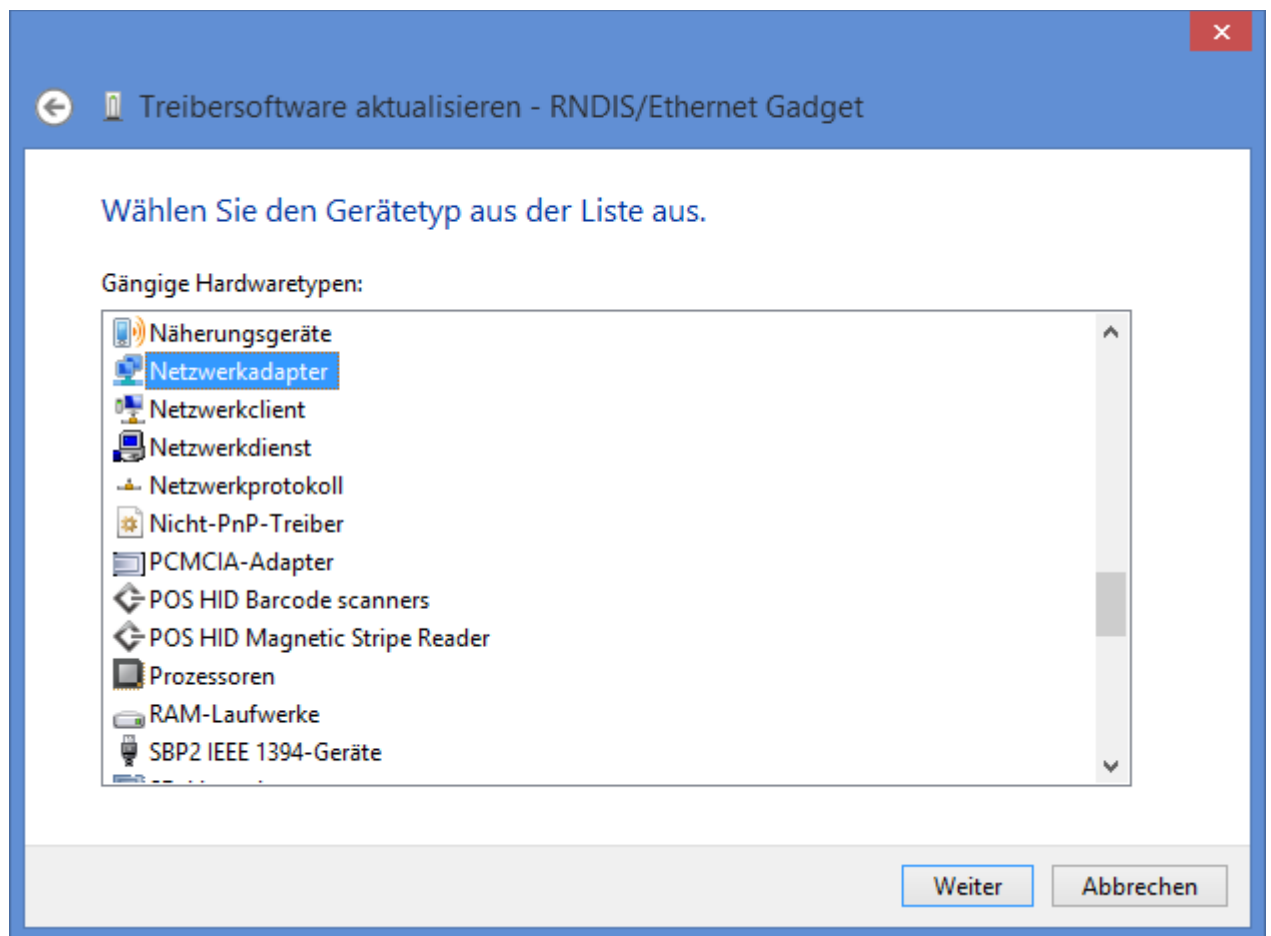 Treibersoftware aktualisieren - RNDIS/Ethernet Gadget
Wählen Sie den Gerätetyp aus der Liste aus.
Gängige Hardwaretypen:
Näherungsgeräte
Netzwerkadapter
Netzwerkclient
Netzwerkdienst
Netzwerkprotokoll
Nicht-PnP-Treiber
PCMCIA-Adapter
POS HID Barcode scanners
POS HID Magnetic Stripe Reader
Prozessoren
RAM-Laufwerke
SBP2 IEEE 1394-Geräte
Weiter
Abbrechen